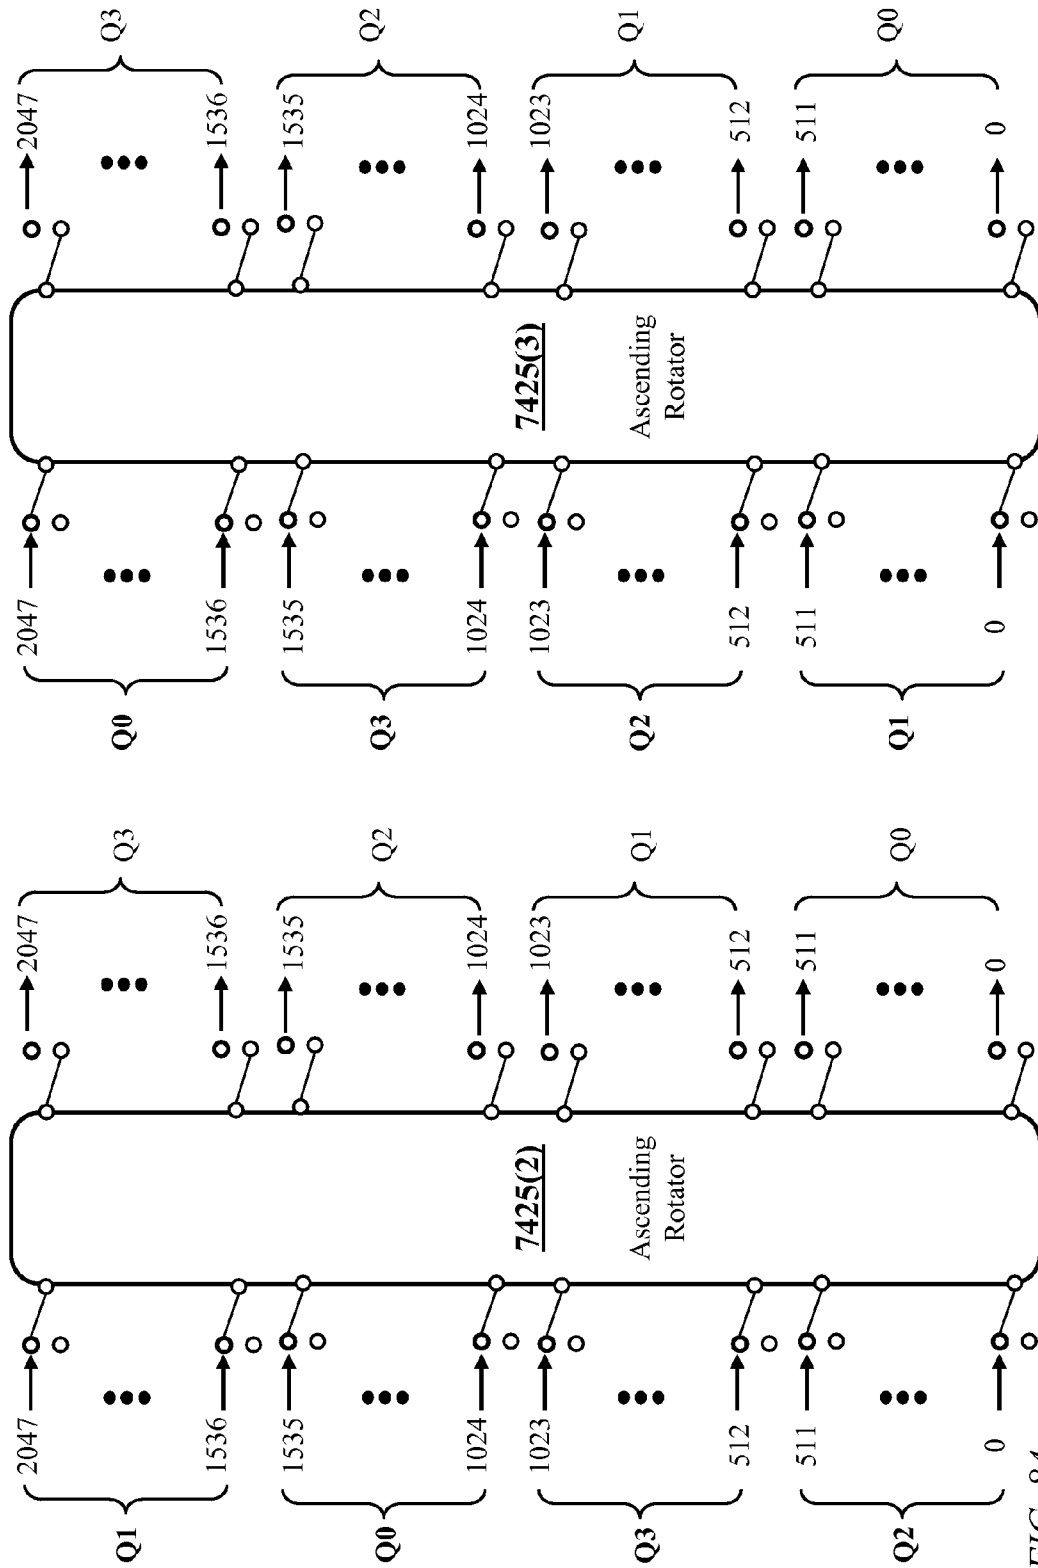 2047
2047
2047
2047
Q1
Q3
Q0
Q3
1536
1536
1536
1536
1535
1535
1535
1535
Q0
Q2
Q3
Q2
1024
1024
1024
1024
7425(2)
7425(3)
1023
1023
1023
1023
Ascending
Rotator
Ascending
Rotator
Q3
Q1
Q2
Q1
512
512
512
512
511
511
511
511
Q2
Q0
Q1
Q0
0
0
0
0
FIG. 8A